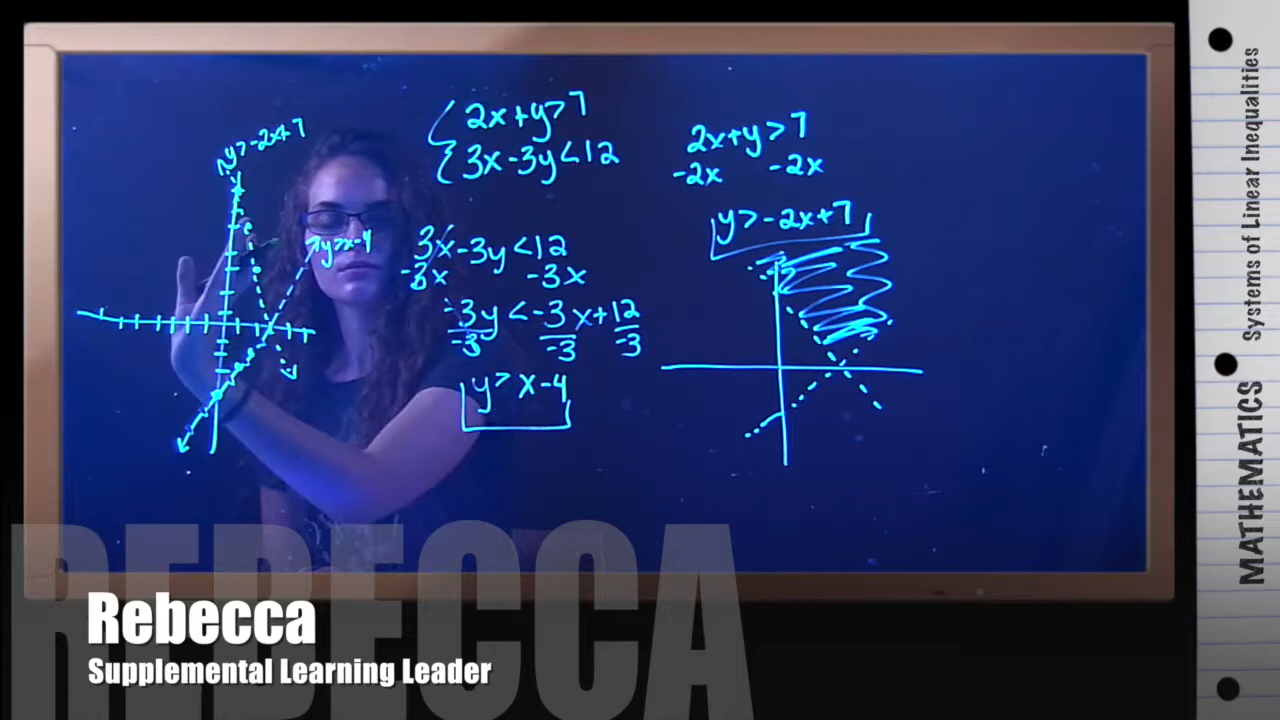 y>-2x+7
y>x-4
2x+y>7
3x-3y<12
3x-3y<12
-3x -3x
-3y<-3x+12
-3 -3 -3
y>x-4
2x+y>7
-2x -2x
y>-2x+7
REBECCA
Rebecca
Supplemental Learning Leader
MATHEMATICS Systems of Linear Inequalities